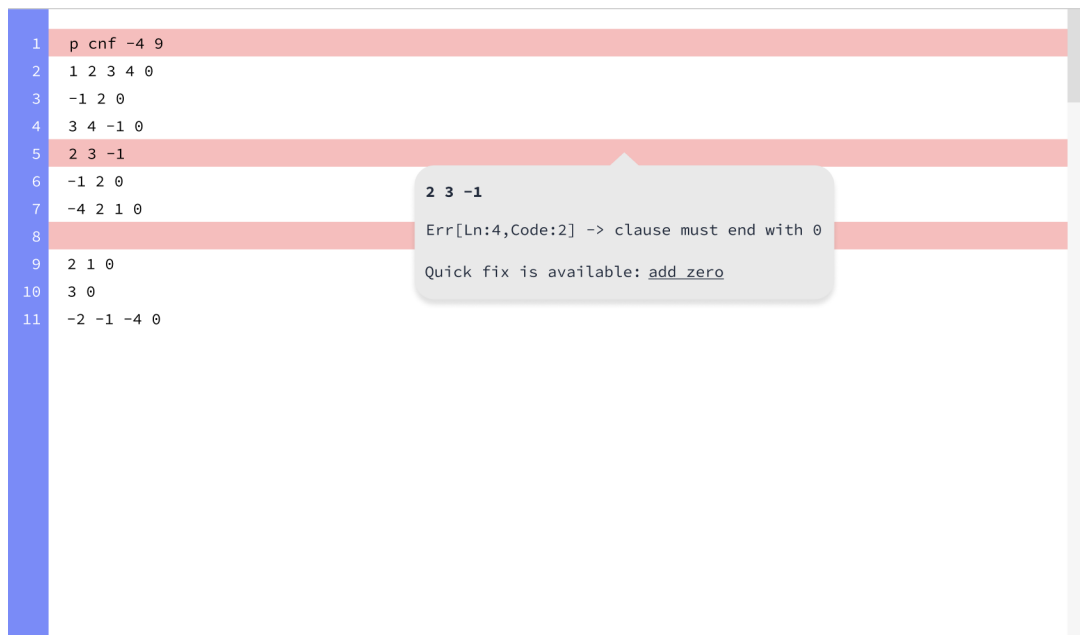 1 p cnf -4 9
2 1 2 3 4 0
3 -1 2 0
4 3 4 -1 0
5 2 3 -1
6 -1 2 0
7 -4 2 1 0
8
9 2 1 0
10 3 0
11 -2 -1 -4 0
2 3 -1
Err[Ln:4,Code:2] -> clause must end with 0
Quick fix is available: add zero